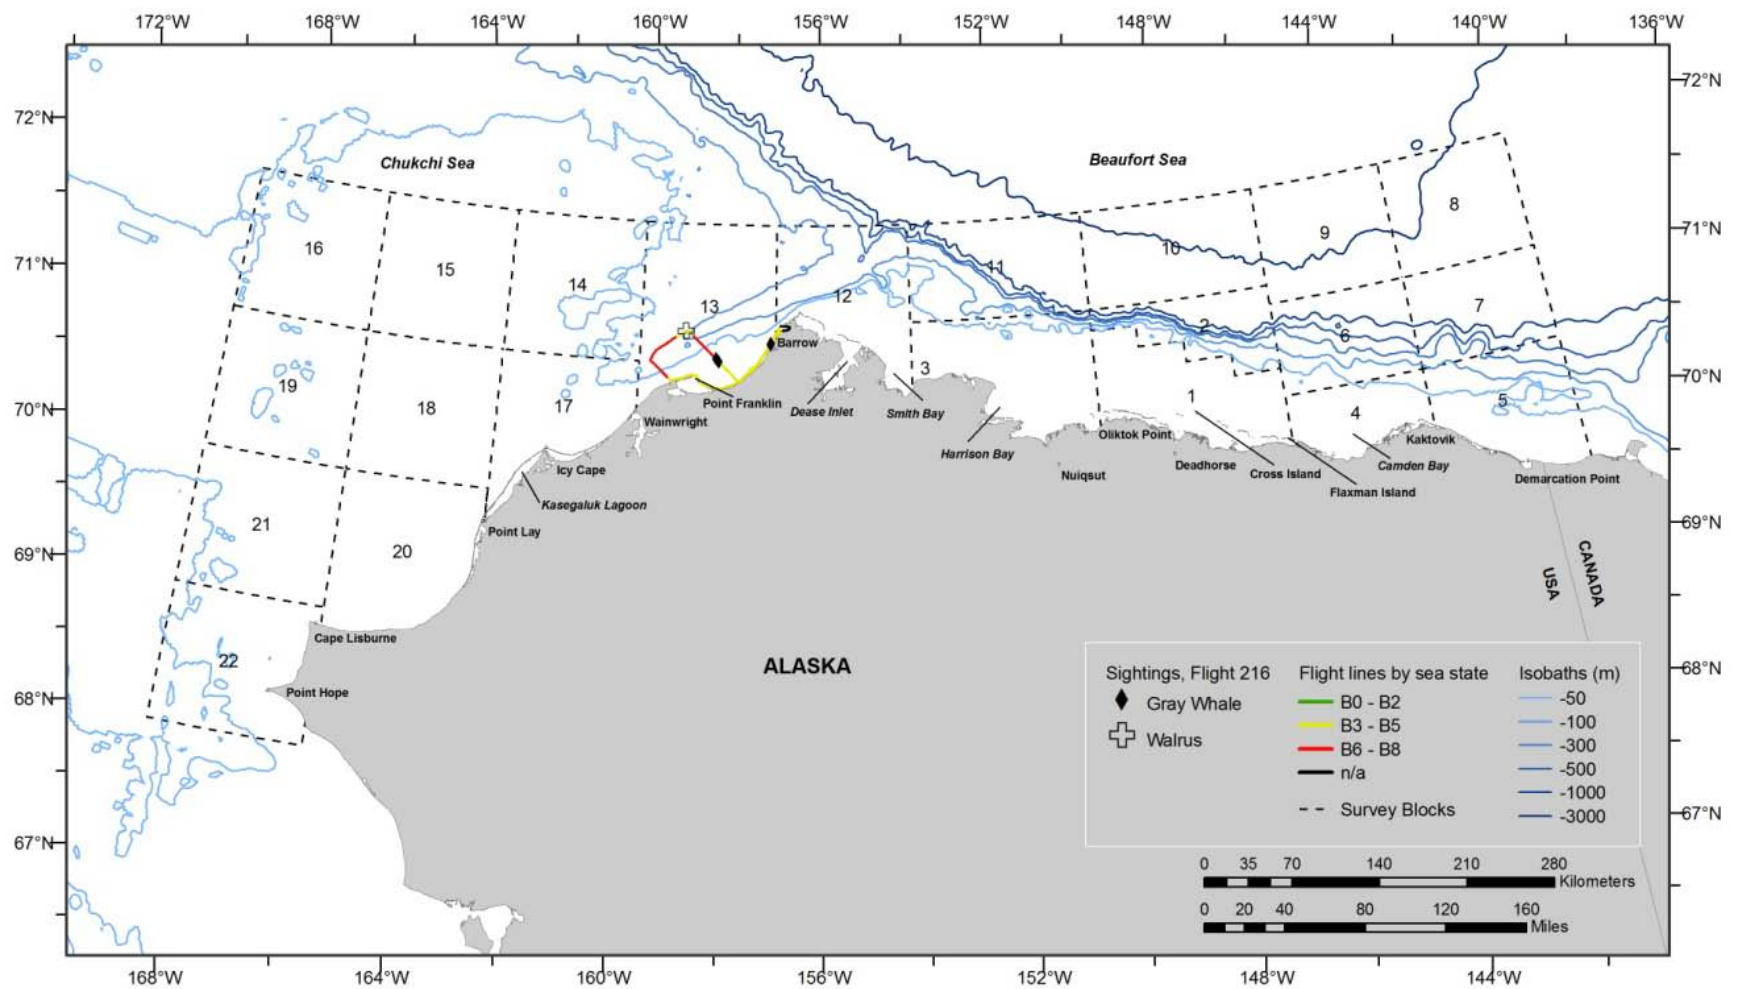 172°W 168°W 164°W 160°W 156°W 152°W 148°W 144°W 140°W 136°W
72°N
72°N
Chukchi Sea
Beaufort Sea
8
9
16
10
71°N
15
11
71°N
14
12
13
7
2
6
Barrow
3
70°N
19
18
17
Point Franklin
Dease Inlet
Smith Bay
1
5
4
70°N
Wainwright
Oliktok Point
Kaktovik
Harrison Bay
Icy Cape
Nuiqsut
Deadhorse
Cross Island
Camden Bay
Flaxman Island
Demarcation Point
Kasegaluk Lagoon
21
Point Lay
69°N
20
69°N
USA
CANADA
Cape Lisburne
22
ALASKA
68°N
Point Hope
68°N
Sightings, Flight 216
Gray Whale
Walrus
Flight lines by sea state
B0 - B2
B3 - B5
B6 - B8
n/a
Survey Blocks
Isobaths (m)
-50
-100
-300
-500
-1000
-3000
67°N
67°N
0 35 70 140 210 280
Kilometers
0 20 40 80 120 160
Miles
168°W 164°W 160°W 156°W 152°W 148°W 144°W